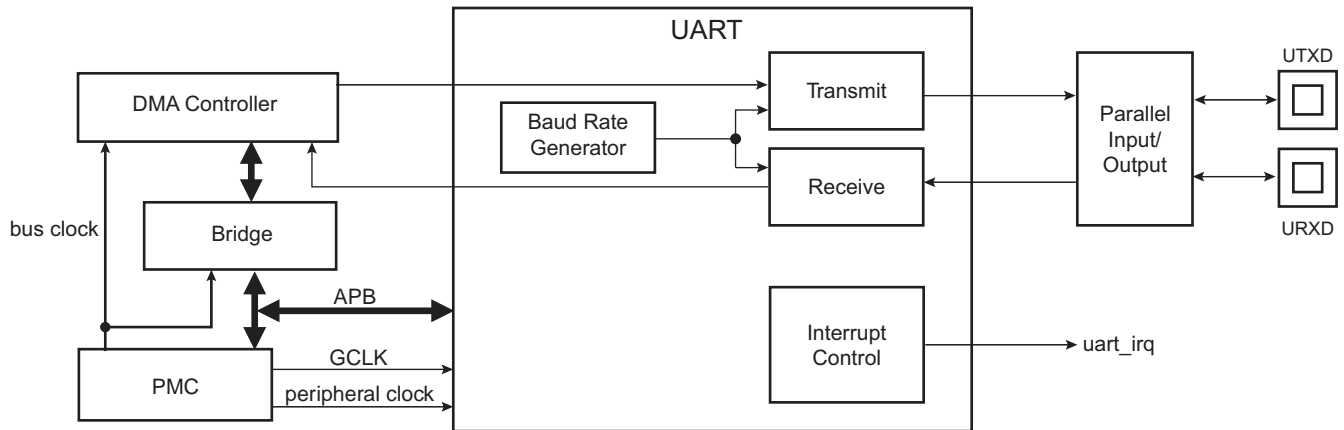 UART
DMA Controller
Bridge
bus clock
PMC
APB
GCLK
peripheral clock
Baud Rate
Generator
Transmit
Receive
Interrupt
Control
uart_irq
Parallel
Input/
Output
UTXD
URXD